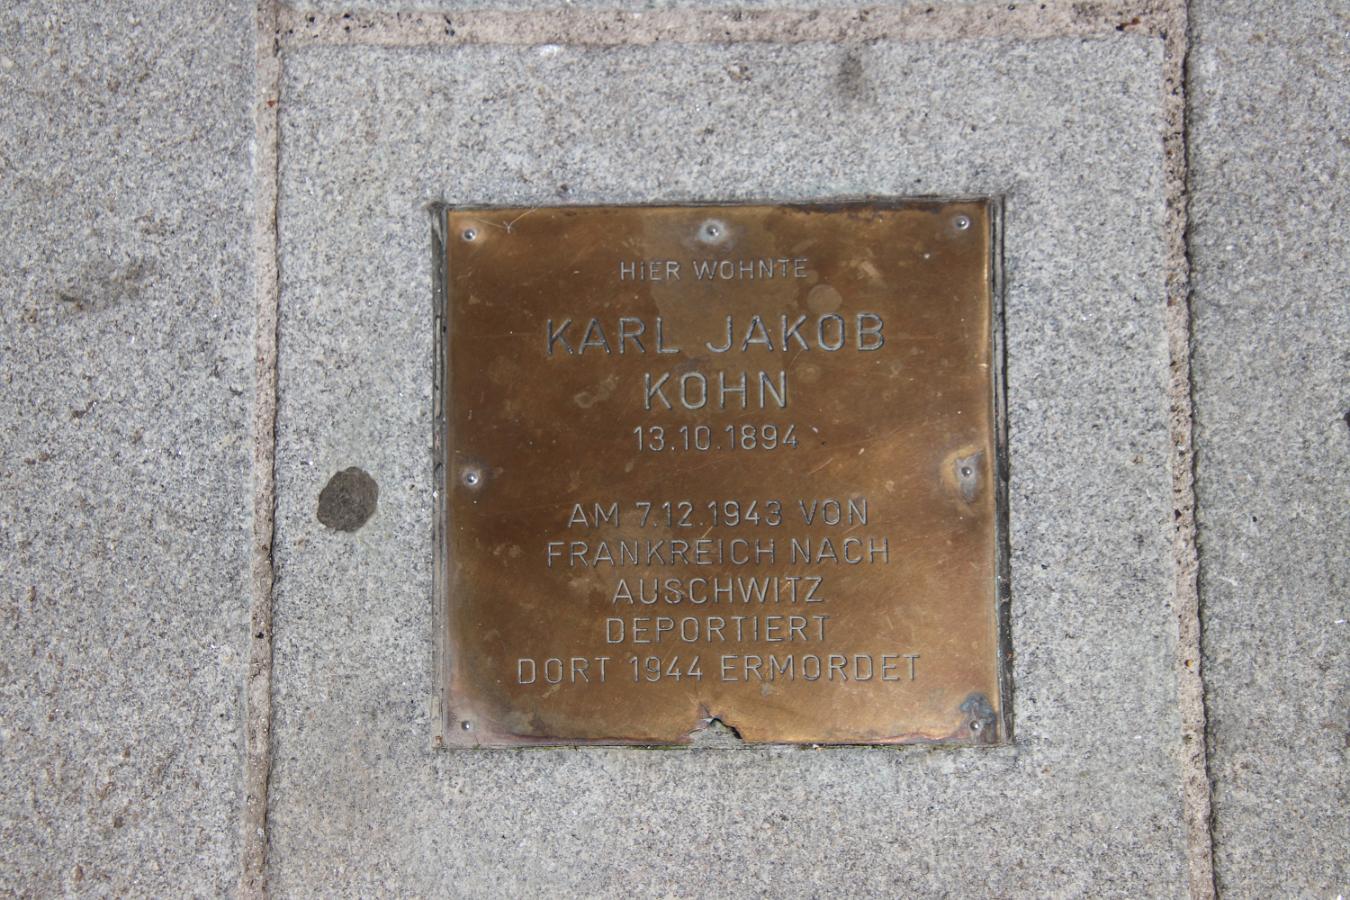 HIER WOHNTE
KARL JAKOB
KOHN
13.10.1894
AM 7.12.1943 VON
FRANKREICH NACH
AUSCHWITZ
DEPORTIERT
DORT 1944 ERMORDET